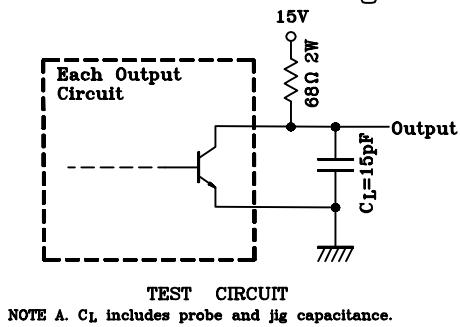 15V
68Ω 2W
Each Output
Circuit
Output
CL=15pF
TEST CIRCUIT
NOTE A. CL includes probe and jig capacitance.